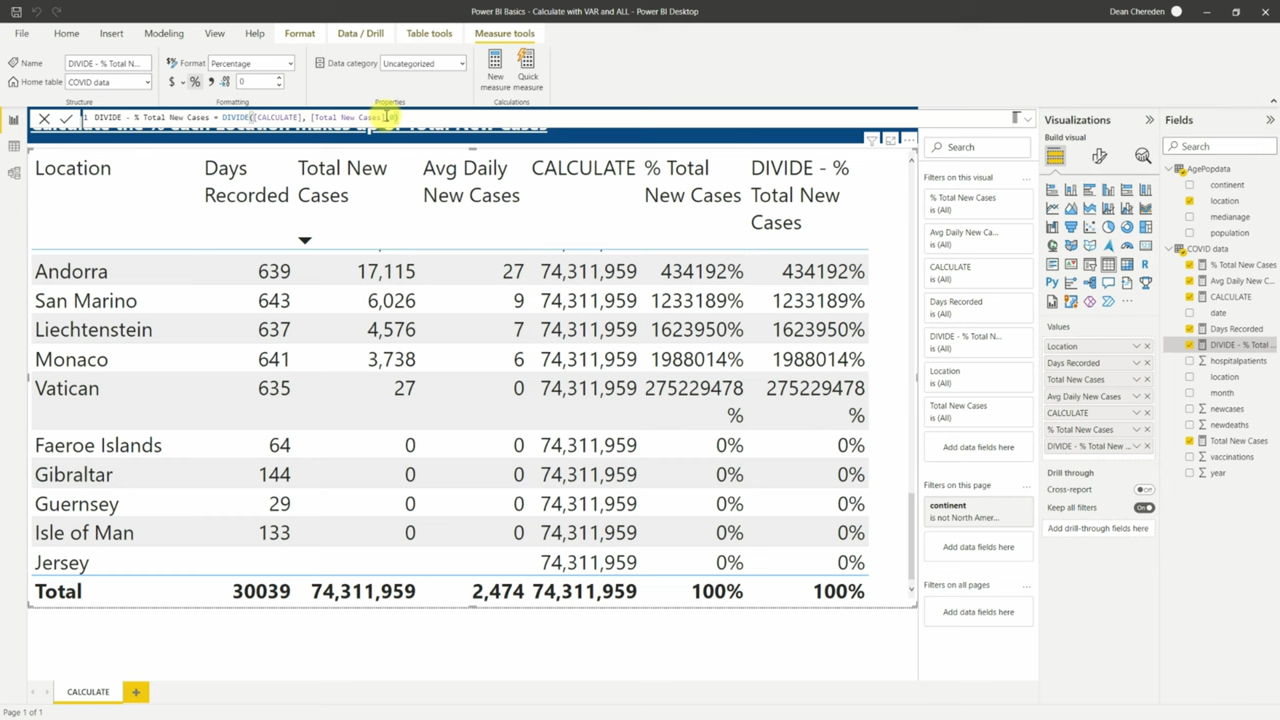 Power BI Basics - Calculate with VAR and ALL - Power BI Desktop
Dean Chereden
File Home Insert Modeling View Help Format Data / Drill Table tools Measure tools
Name DIVIDE - % Total N...
Home table COVID data
Structure
Format Percentage
$ % 0
Formatting
Data category Uncategorized
Properties
New measure
Quick measure
Calculations
1 DIVIDE - % Total New Cases = DIVIDE([CALCULATE], [Total New Cases],0)
Calculate the % each Location makes up of Total New Cases
Location Days Recorded Total New Cases Avg Daily New Cases CALCULATE % Total New Cases DIVIDE - % Total New Cases
Andorra 639 17,115 27 74,311,959 434192% 434192%
San Marino 643 6,026 9 74,311,959 1233189% 1233189%
Liechtenstein 637 4,576 7 74,311,959 1623950% 1623950%
Monaco 641 3,738 6 74,311,959 1988014% 1988014%
Vatican 635 27 0 74,311,959 275229478 % 275229478 %
Faeroe Islands 64 0 0 74,311,959 0% 0%
Gibraltar 144 0 0 74,311,959 0% 0%
Guernsey 29 0 0 74,311,959 0% 0%
Isle of Man 133 0 0 74,311,959 0% 0%
Jersey 74,311,959 0% 0%
Total 30039 74,311,959 2,474 74,311,959 100% 100%
Search
Filters on this visual
% Total New Cases
is (All)
Avg Daily New Ca...
is (All)
CALCULATE
is (All)
Days Recorded
is (All)
DIVIDE - % Total N...
is (All)
Location
is (All)
Total New Cases
is (All)
Add data fields here
Filters on this page
continent
is not North Amer...
Add data fields here
Filters on all pages
Add data fields here
Visualizations
Build visual
R
Py
Values
Location
Days Recorded
Total New Cases
Avg Daily New Cases
CALCULATE
% Total New Cases
DIVIDE - % Total New ...
Drill through
Cross-report Off
Keep all filters On
Add drill-through fields here
Fields
Search
AgePopdata
continent
location
medianage
population
COVID data
% Total New Cases
Avg Daily New C...
CALCULATE
date
Days Recorded
DIVIDE - % Total ...
hospitalpatients
location
month
newcases
newdeaths
Total New Cases
vaccinations
year
CALCULATE
Page 1 of 1